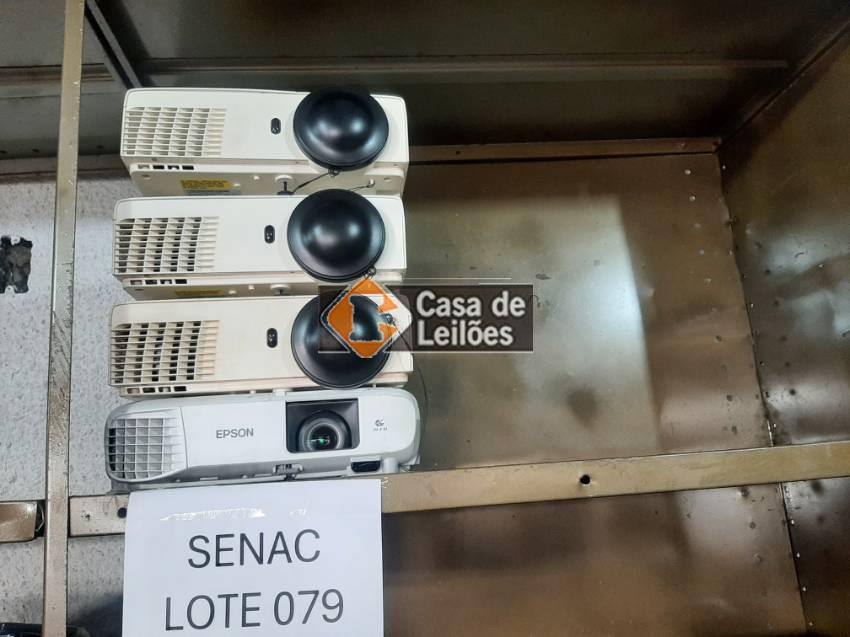 Casa de
Leilões
EPSON
SENAC
LOTE 079